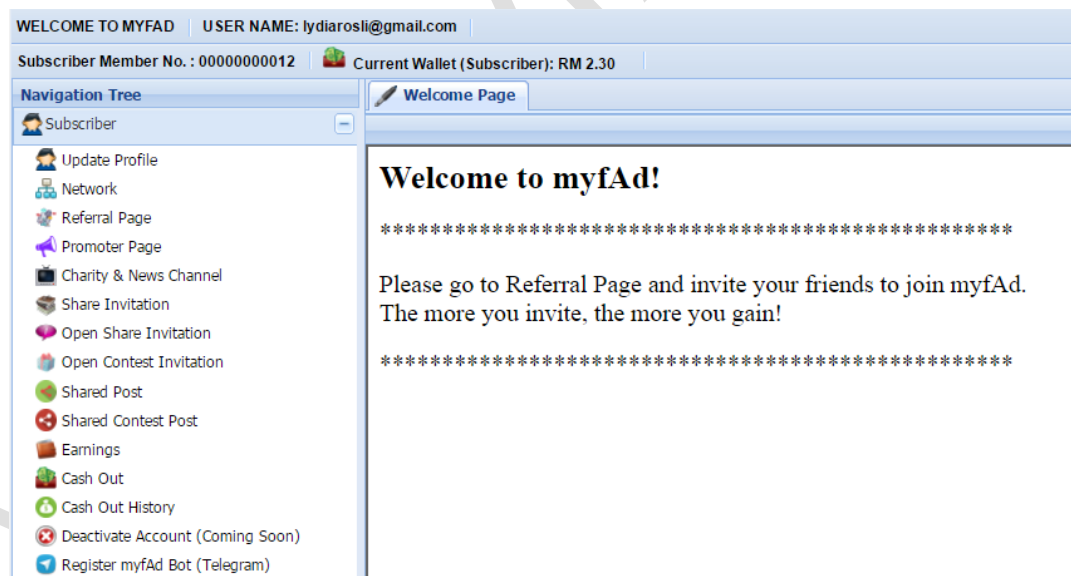 WELCOME TO MYFAD USER NAME: lydiarosli@gmail.com
Subscriber Member No. : 00000000012 Current Wallet (Subscriber): RM 2.30
Navigation Tree
Welcome Page
Subscriber
Update Profile
Network
Referral Page
Promoter Page
Charity & News Channel
Share Invitation
Open Share Invitation
Open Contest Invitation
Shared Post
Shared Contest Post
Earnings
Cash Out
Cash Out History
Deactivate Account (Coming Soon)
Register myfAd Bot (Telegram)
Welcome to myfAd!
***************************************************
Please go to Referral Page and invite your friends to join myfAd.
The more you invite, the more you gain!
***************************************************